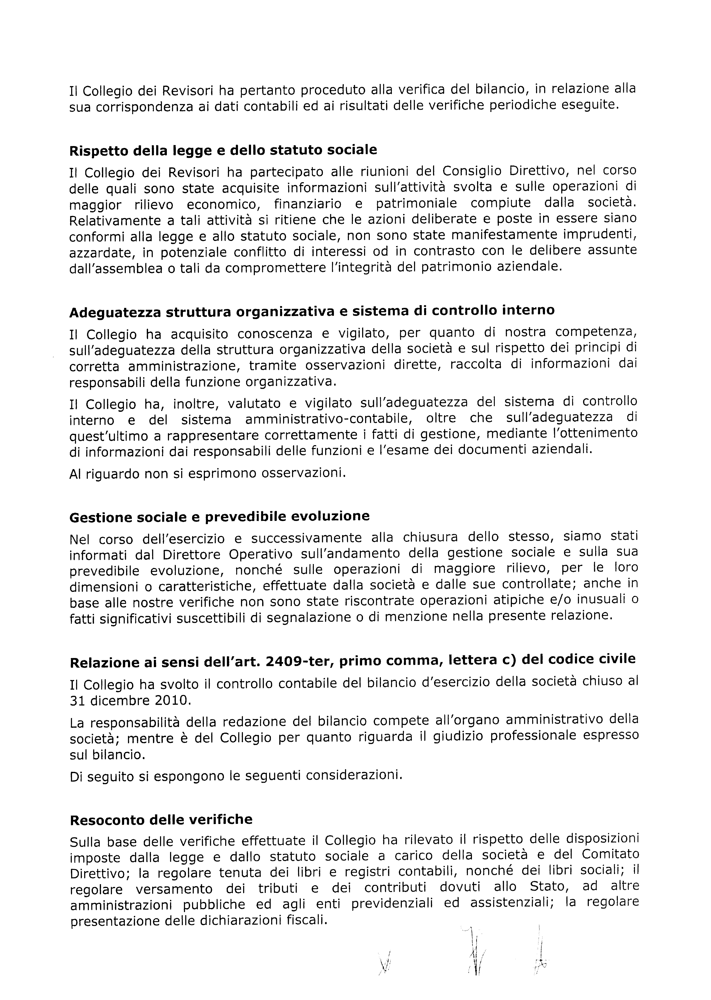 Il Collegio dei Revisori ha pertanto proceduto alla verifica del bilancio, in relazione alla
sua corrispondenza ai dati contabili ed ai risultati delle verifiche periodiche eseguite.
Rispetto della legge e dello statuto sociale
Il Collegio dei Revisori ha partecipato alle riunioni del Consiglio Direttivo, nel corso
delle quali sono state acquisite informazioni sull'attività svolta e sulle operazioni di
maggior rilievo economico, finanziario e patrimoniale compiute dalla società.
Relativamente a tali attività si ritiene che le azioni deliberate e poste in essere siano
conformi alla legge e allo statuto sociale, non sono state manifestamente imprudenti,
azzardate, in potenziale conflitto di interessi od in contrasto con le delibere assunte
dall'assemblea o tali da compromettere l'integrità del patrimonio aziendale.
Adeguatezza struttura organizzativa e sistema di controllo interno
Il Collegio ha acquisito conoscenza e vigilato, per quanto di nostra competenza,
sull'adeguatezza della struttura organizzativa della società e sul rispetto dei principi di
corretta amministrazione, tramite osservazioni dirette, raccolta di informazioni dai
responsabili della funzione organizzativa.
Il Collegio ha, inoltre, valutato e vigilato sull'adeguatezza del sistema di controllo
interno e del sistema amministrativo-contabile, oltre che sull'adeguatezza di
quest'ultimo a rappresentare correttamente i fatti di gestione, mediante l'ottenimento
di informazioni dai responsabili delle funzioni e l'esame dei documenti aziendali.
Al riguardo non si esprimono osservazioni.
Gestione sociale e prevedibile evoluzione
Nel corso dell'esercizio e successivamente alla chiusura dello stesso, siamo stati
informati dal Direttore Operativo sull'andamento della gestione sociale e sulla sua
prevedibile evoluzione, nonché sulle operazioni di maggiore rilievo, per le loro
dimensioni o caratteristiche, effettuate dalla società e dalle sue controllate; anche in
base alle nostre verifiche non sono state riscontrate operazioni atipiche e/o inusuali o
fatti significativi suscettibili di segnalazione o di menzione nella presente relazione.
Relazione ai sensi dell'art. 2409-ter, primo comma, lettera c) del codice civile
Il Collegio ha svolto il controllo contabile del bilancio d'esercizio della società chiuso al
31 dicembre 2010.
La responsabilità della redazione del bilancio compete all'organo amministrativo della
società; mentre è del Collegio per quanto riguarda il giudizio professionale espresso
sul bilancio.
Di seguito si espongono le seguenti considerazioni.
Resoconto delle verifiche
Sulla base delle verifiche effettuate il Collegio ha rilevato il rispetto delle disposizioni
imposte dalla legge e dallo statuto sociale a carico della società e del Comitato
Direttivo; la regolare tenuta dei libri e registri contabili, nonché dei libri sociali; il
regolare versamento dei tributi e dei contributi dovuti allo Stato, ad altre
amministrazioni pubbliche ed agli enti previdenziali ed assistenziali; la regolare
presentazione delle dichiarazioni fiscali.